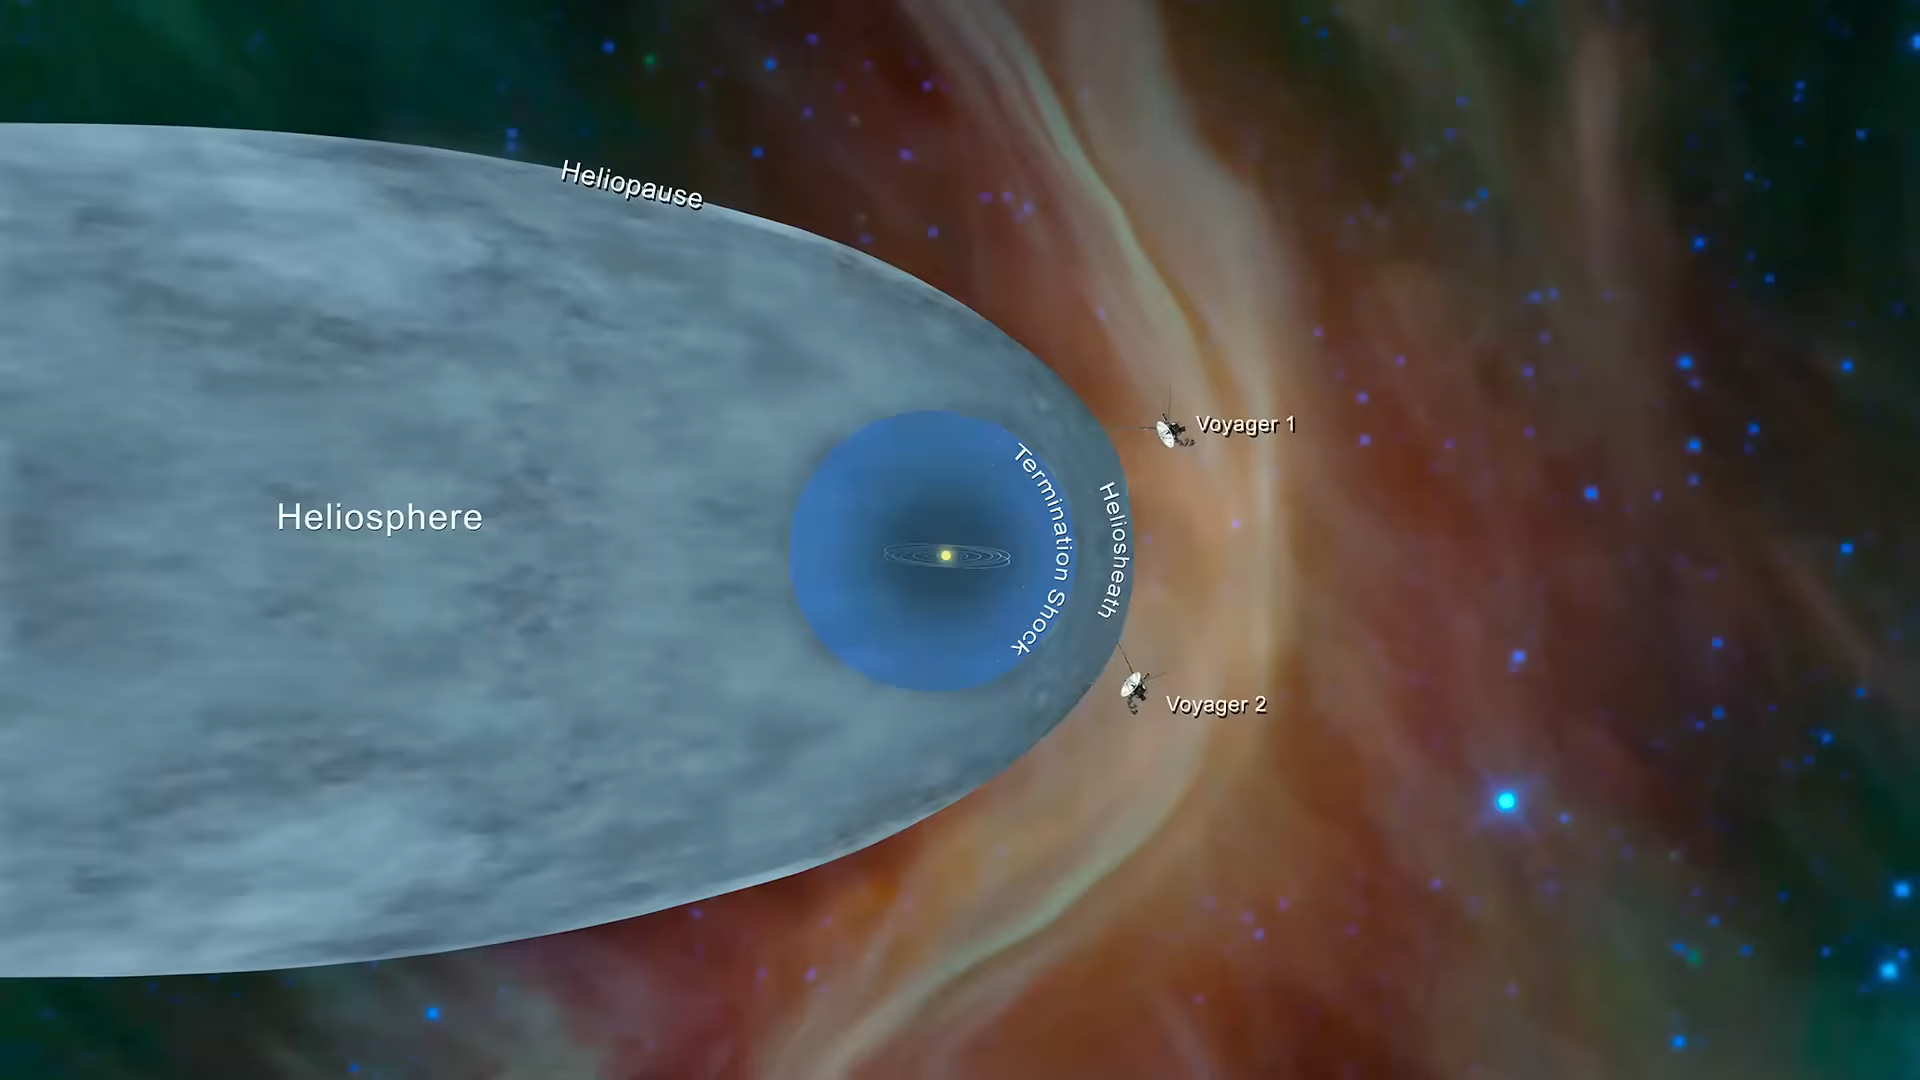 Heliopause
Voyager 1
Termination Shock
Heliosheath
Heliosphere
Voyager 2